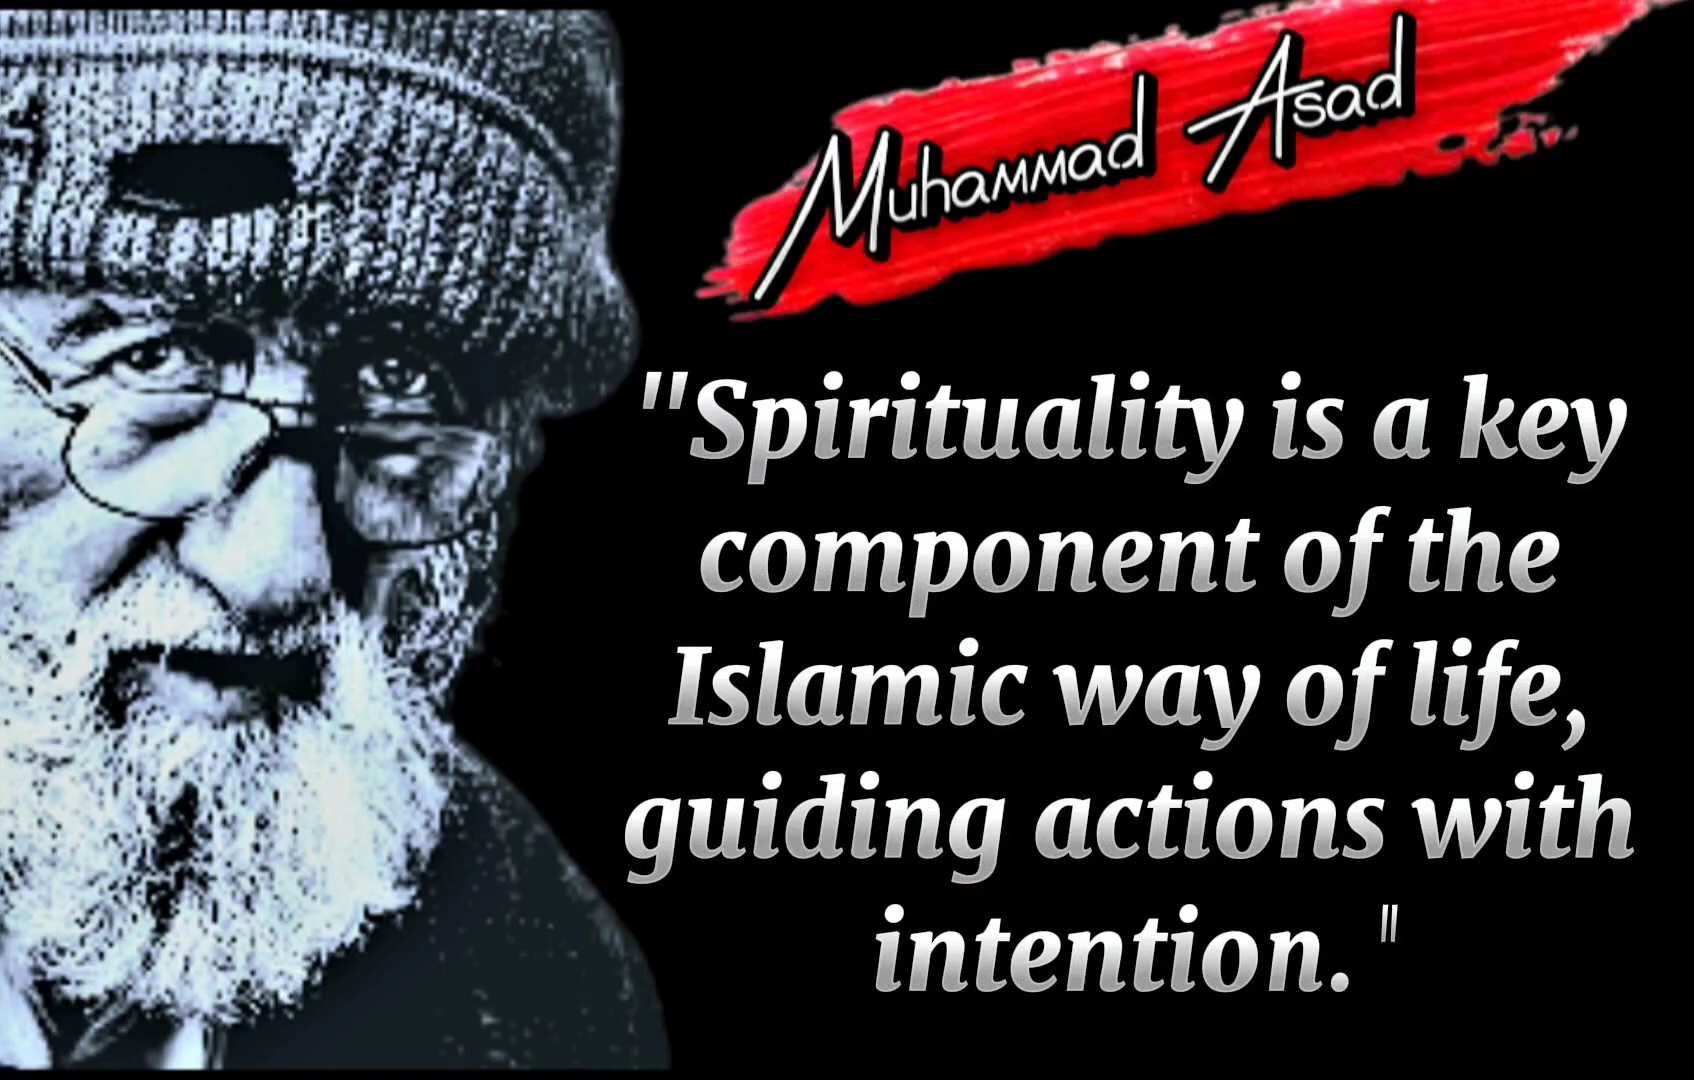 Muhammad Asad
"Spirituality is a key
component of the
Islamic way of life,
guiding actions with
intention. "